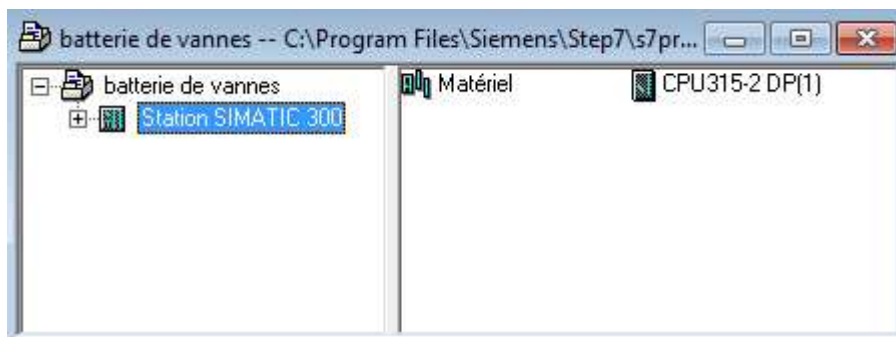 batterie de vannes -- C:\Program Files\Siemens\Step7\s7pr...
batterie de vannes
Station SIMATIC 300
Matériel
CPU315-2 DP(1)